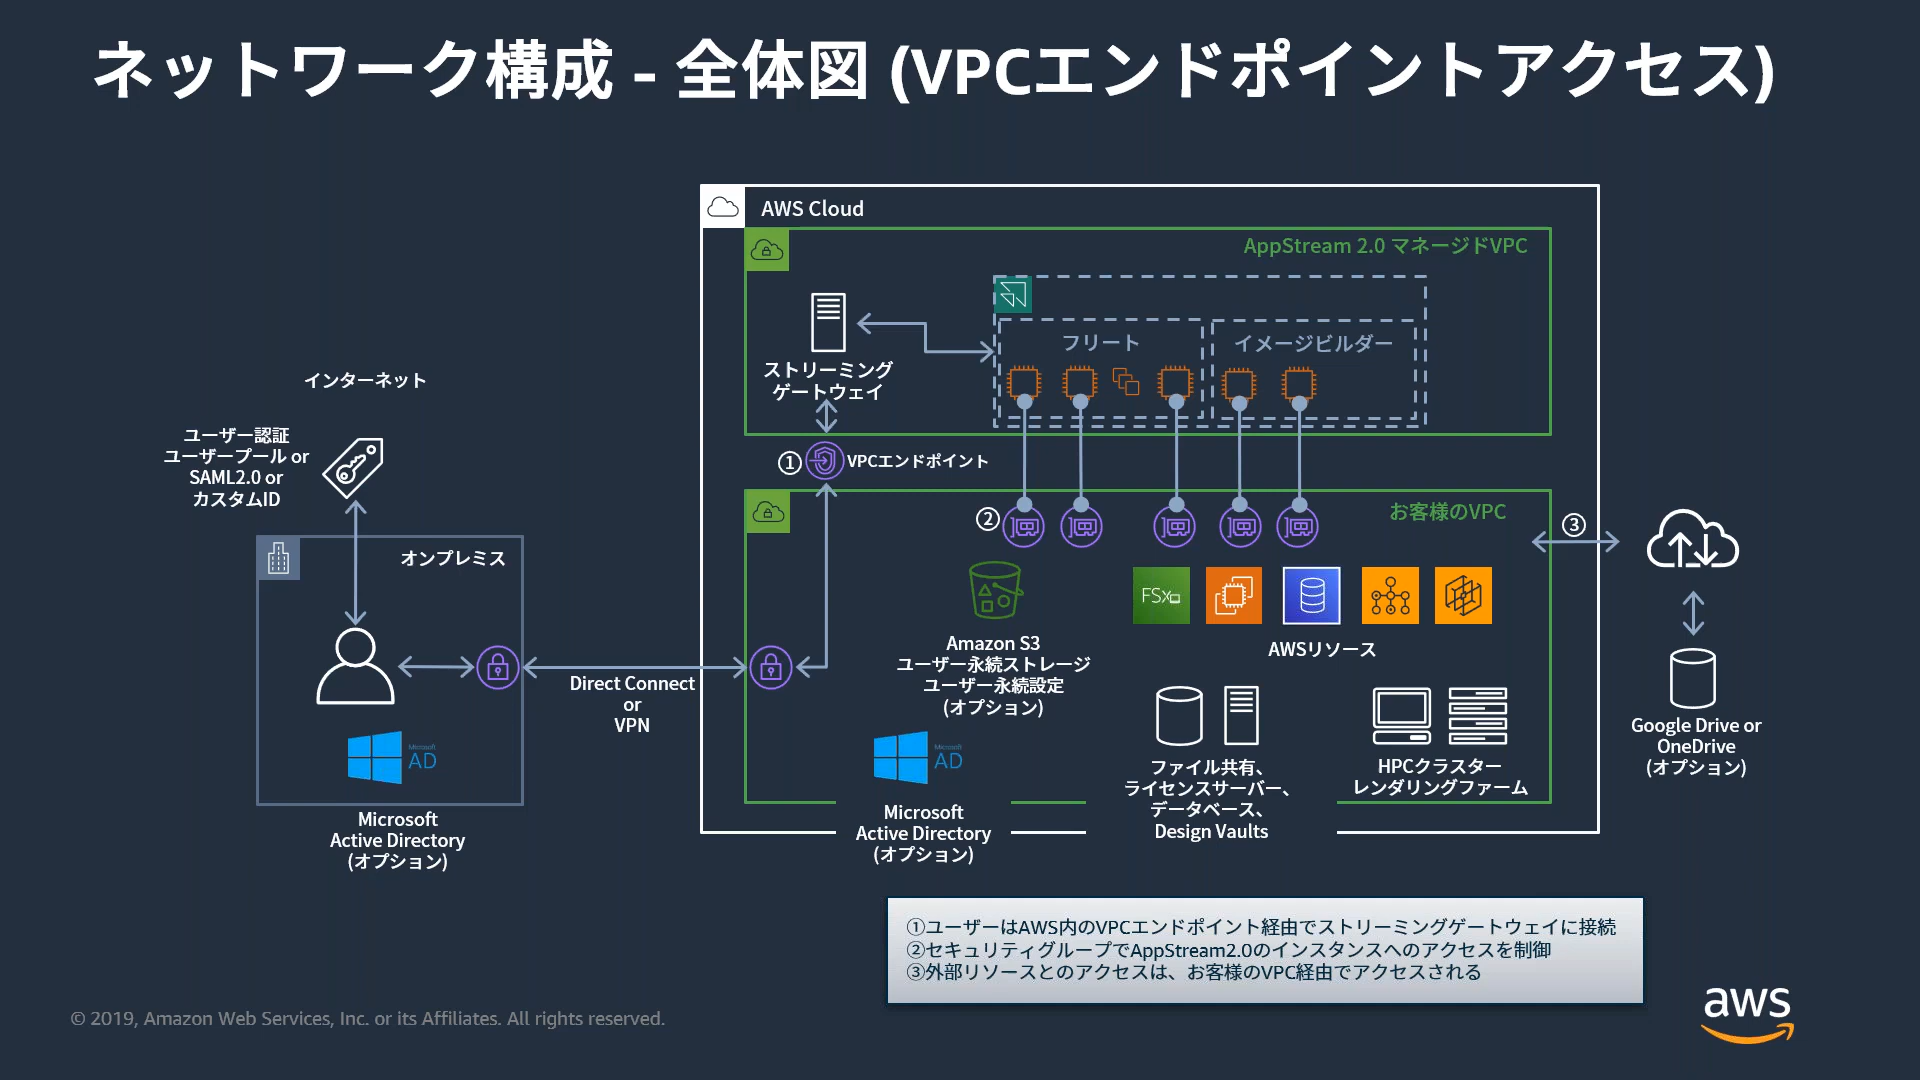 ネットワーク構成 - 全体図 (VPCエンドポイントアクセス)
AWS Cloud
AppStream 2.0 マネージドVPC
フリート
イメージビルダー
ストリーミング
ゲートウェイ
インターネット
ユーザー認証
ユーザープール or
SAML2.0 or
カスタムID
① VPCエンドポイント
オンプレミス
②
お客様のVPC
③
FSx
Amazon S3
ユーザー永続ストレージ
ユーザー永続設定
(オプション)
AWSリソース
Direct Connect
or
VPN
Microsoft
AD
Microsoft
Active Directory
(オプション)
Microsoft
AD
Microsoft
Active Directory
(オプション)
ファイル共有、
ライセンスサーバー、
データベース、
Design Vaults
HPCクラスター
レンダリングファーム
Google Drive or
OneDrive
(オプション)
①ユーザーはAWS内のVPCエンドポイント経由でストリーミングゲートウェイに接続
②セキュリティグループでAppStream2.0のインスタンスへのアクセスを制御
③外部リソースとのアクセスは、お客様のVPC経由でアクセスされる
© 2019, Amazon Web Services, Inc. or its Affiliates. All rights reserved.
aws